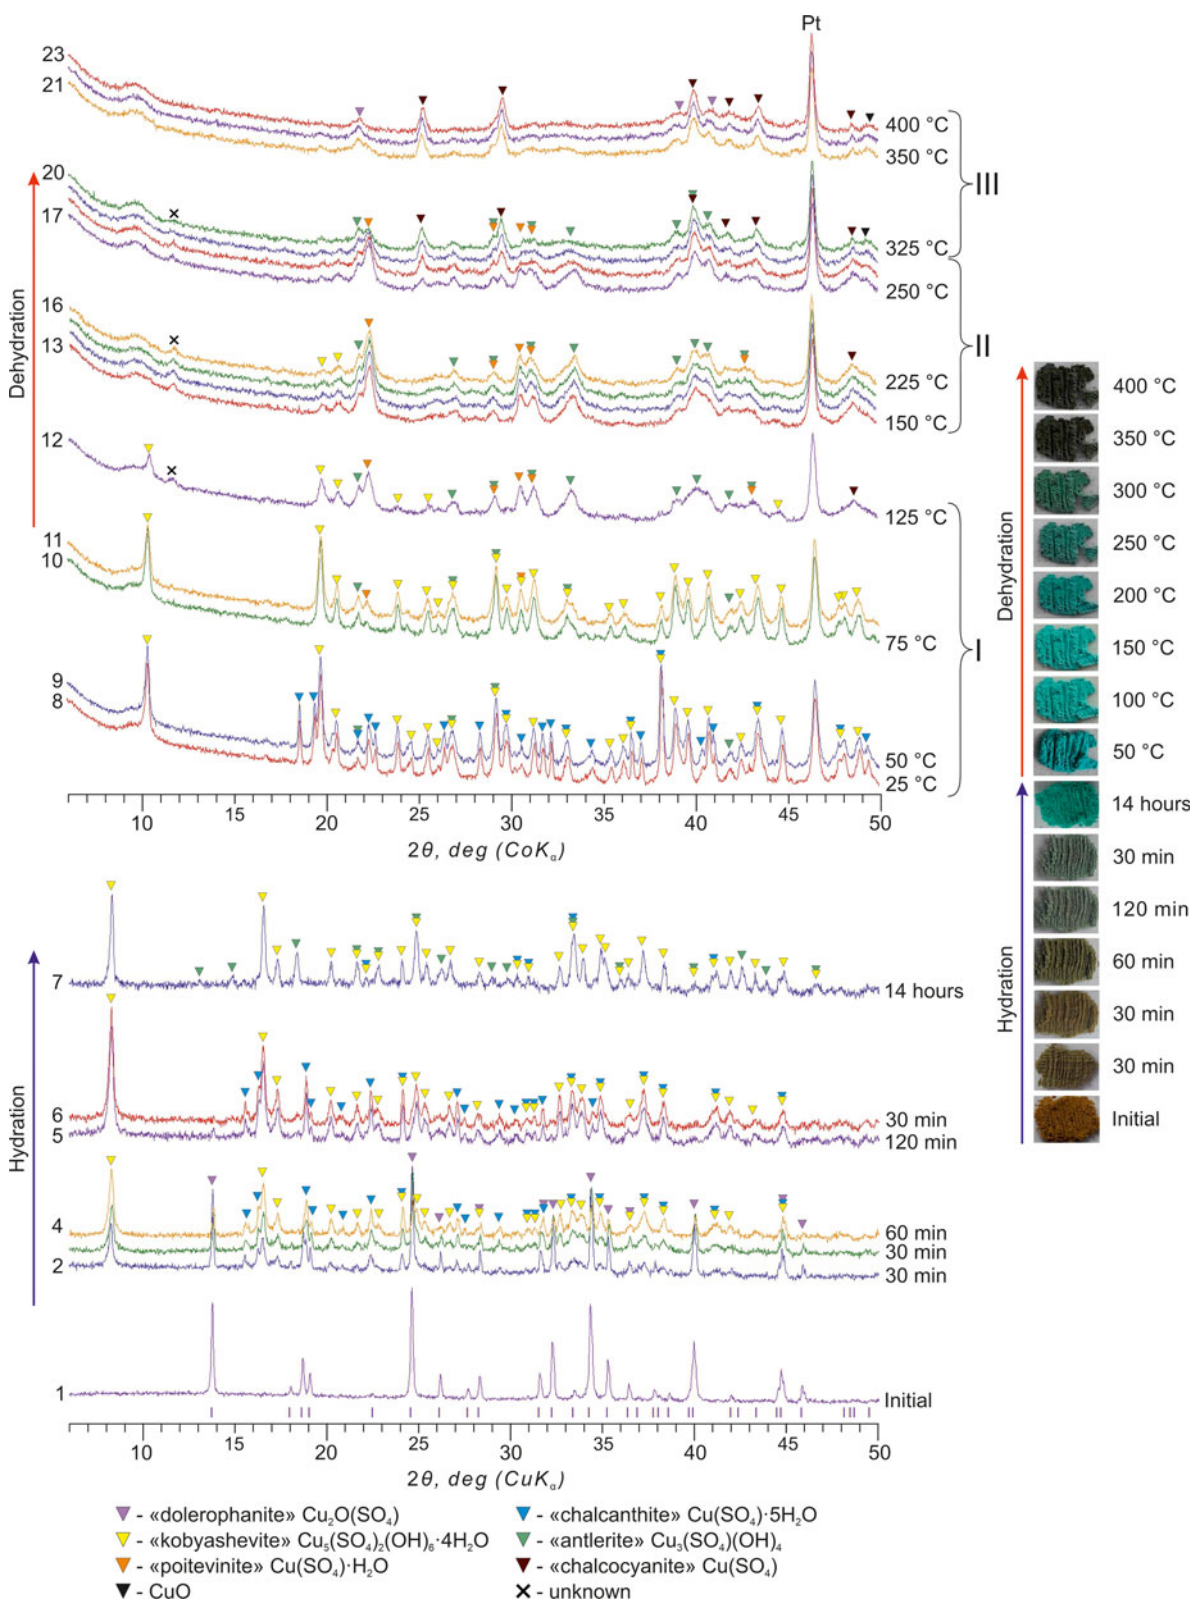 Pt
23
21
400 °C
350 °C
III
20
17
325 °C
250 °C
Dehydration
16
13
II
225 °C
150 °C
12
125 °C
11
10
75 °C
I
9
8
50 °C
25 °C
10 20 30 40 50
2θ, deg (CoKα)
7
14 hours
Hydration
6
5
30 min
120 min
4
2
60 min
30 min
30 min
1
Initial
10 15 20 25 30 35 40 45 50
2θ, deg (CuKα)
Dehydration
400 °C
350 °C
300 °C
250 °C
200 °C
150 °C
100 °C
50 °C
Hydration
14 hours
30 min
120 min
60 min
30 min
30 min
Initial
- «dolerophanite» Cu₂O(SO₄)
- «kobyashevite» Cu₅(SO₄)₂(OH)₆·4H₂O
- «poitevinite» Cu(SO₄)·H₂O
- CuO
- «chalcanthite» Cu(SO₄)·5H₂O
- «antlerite» Cu₃(SO₄)(OH)₄
- «chalcocyanite» Cu(SO₄)
- unknown